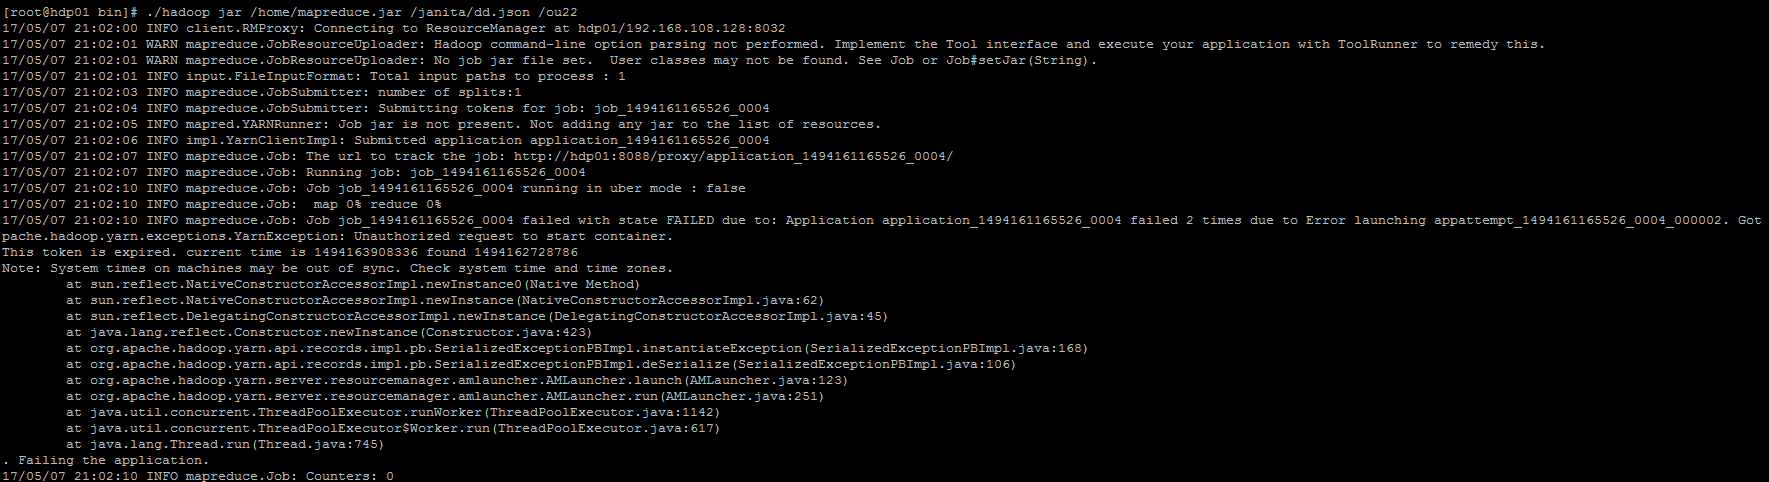 [root@hdp01 bin]# ./hadoop jar /home/mapreduce.jar /janita/dd.json /ou22
17/05/07 21:02:00 INFO client.RMProxy: Connecting to ResourceManager at hdp01/192.168.108.128:8032
17/05/07 21:02:01 WARN mapreduce.JobResourceUploader: Hadoop command-line option parsing not performed. Implement the Tool interface and execute your application with ToolRunner to remedy this.
17/05/07 21:02:01 WARN mapreduce.JobResourceUploader: No job jar file set.  User classes may not be found. See Job or Job#setJar(String).
17/05/07 21:02:01 INFO input.FileInputFormat: Total input paths to process : 1
17/05/07 21:02:03 INFO mapreduce.JobSubmitter: number of splits:1
17/05/07 21:02:04 INFO mapreduce.JobSubmitter: Submitting tokens for job: job_1494161165526_0004
17/05/07 21:02:05 INFO mapred.YARNRunner: Job jar is not present. Not adding any jar to the list of resources.
17/05/07 21:02:06 INFO impl.YarnClientImpl: Submitted application application_1494161165526_0004
17/05/07 21:02:07 INFO mapreduce.Job: The url to track the job: http://hdp01:8088/proxy/application_1494161165526_0004/
17/05/07 21:02:07 INFO mapreduce.Job: Running job: job_1494161165526_0004
17/05/07 21:02:10 INFO mapreduce.Job: Job job_1494161165526_0004 running in uber mode : false
17/05/07 21:02:10 INFO mapreduce.Job:  map 0% reduce 0%
17/05/07 21:02:10 INFO mapreduce.Job: Job job_1494161165526_0004 failed with state FAILED due to: Application application_1494161165526_0004 failed 2 times due to Error launching appattempt_1494161165526_0004_000002. Got
pache.hadoop.yarn.exceptions.YarnException: Unauthorized request to start container.
This token is expired. current time is 1494163908336 found 1494162728786
Note: System times on machines may be out of sync. Check system time and time zones.
        at sun.reflect.NativeConstructorAccessorImpl.newInstance0(Native Method)
        at sun.reflect.NativeConstructorAccessorImpl.newInstance(NativeConstructorAccessorImpl.java:62)
        at sun.reflect.DelegatingConstructorAccessorImpl.newInstance(DelegatingConstructorAccessorImpl.java:45)
        at java.lang.reflect.Constructor.newInstance(Constructor.java:423)
        at org.apache.hadoop.yarn.api.records.impl.pb.SerializedExceptionPBImpl.instantiateException(SerializedExceptionPBImpl.java:168)
        at org.apache.hadoop.yarn.api.records.impl.pb.SerializedExceptionPBImpl.deSerialize(SerializedExceptionPBImpl.java:106)
        at org.apache.hadoop.yarn.server.resourcemanager.amlauncher.AMLauncher.launch(AMLauncher.java:123)
        at org.apache.hadoop.yarn.server.resourcemanager.amlauncher.AMLauncher.run(AMLauncher.java:251)
        at java.util.concurrent.ThreadPoolExecutor.runWorker(ThreadPoolExecutor.java:1142)
        at java.util.concurrent.ThreadPoolExecutor$Worker.run(ThreadPoolExecutor.java:617)
        at java.lang.Thread.run(Thread.java:745)
. Failing the application.
17/05/07 21:02:10 INFO mapreduce.Job: Counters: 0